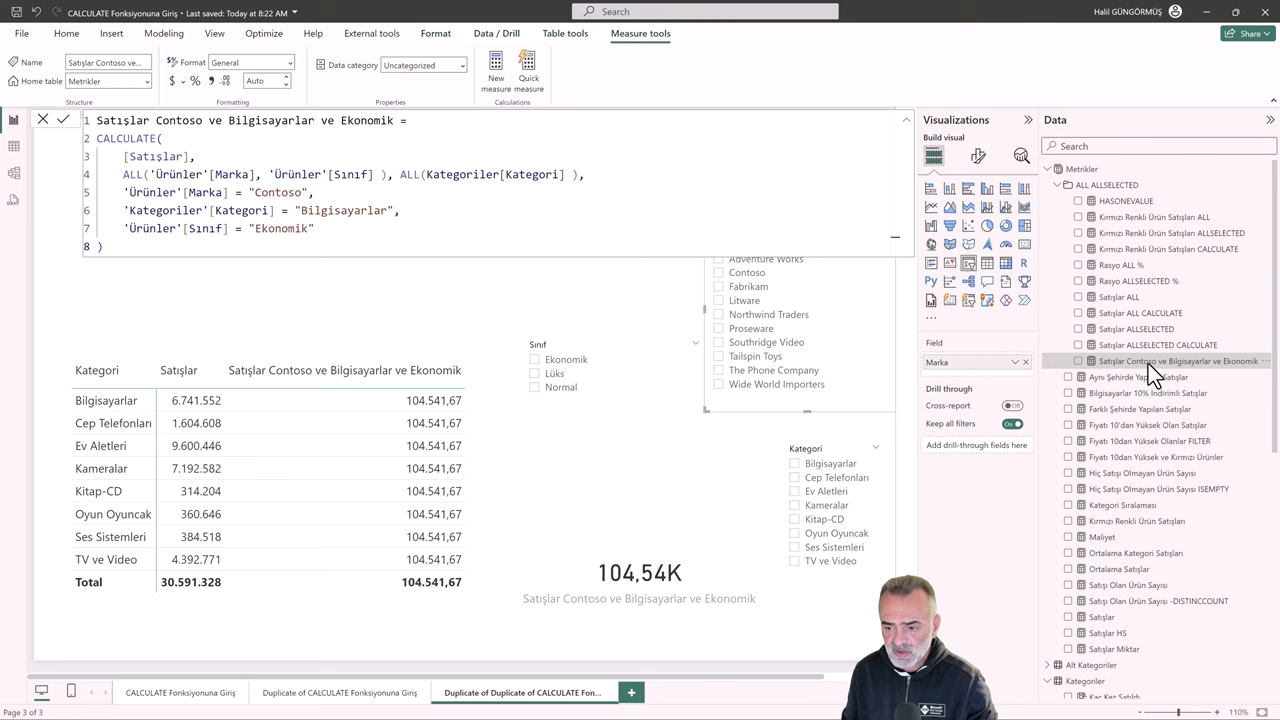 CALCULATE Fonksiyonuna Giriş • Last saved: Today at 8:22 AM
Search
Halil GÜNGÖRMÜŞ
File
Home
Insert
Modeling
View
Optimize
Help
External tools
Format
Data / Drill
Table tools
Measure tools
Share
Name
Satışlar Contoso ve...
Format
General
Data category
Uncategorized
New measure
Quick measure
Home table
Metrikler
$
%
Auto
Structure
Formatting
Properties
Calculations
1 Satışlar Contoso ve Bilgisayarlar ve Ekonomik =
2 CALCULATE(
3 [Satışlar],
4 ALL('Ürünler'[Marka], 'Ürünler'[Sınıf] ), ALL(Kategoriler[Kategori] ),
5 'Ürünler'[Marka] = "Contoso",
6 'Kategoriler'[Kategori] = "Bilgisayarlar",
7 'Ürünler'[Sınıf] = "Ekonomik"
8 )
Adventure Works
Contoso
Fabrikam
Litware
Northwind Traders
Proseware
Southridge Video
Tailspin Toys
The Phone Company
Wide World Importers
Sınıf
Ekonomik
Lüks
Normal
Kategori Satışlar Satışlar Contoso ve Bilgisayarlar ve Ekonomik
Bilgisayarlar 6.741.552 104.541,67
Cep Telefonları 1.604.608 104.541,67
Ev Aletleri 9.600.446 104.541,67
Kameralar 7.192.582 104.541,67
Kitap-CD 314.204 104.541,67
Oyun Oyuncak 360.646 104.541,67
Ses Sistemleri 384.518 104.541,67
TV ve Video 4.392.771 104.541,67
Total 30.591.328 104.541,67
Kategori
Bilgisayarlar
Cep Telefonları
Ev Aletleri
Kameralar
Kitap-CD
Oyun Oyuncak
Ses Sistemleri
TV ve Video
104,54K
Satışlar Contoso ve Bilgisayarlar ve Ekonomik
Visualizations
Build visual
Field
Marka
Drill through
Cross-report
Off
Keep all filters
On
Add drill-through fields here
Data
Search
Metrikler
ALL ALLSELECTED
HASONEVALUE
Kırmızı Renkli Ürün Satışları ALL
Kırmızı Renkli Ürün Satışları ALLSELECTED
Kırmızı Renkli Ürün Satışları CALCULATE
Rasyo ALL %
Rasyo ALLSELECTED %
Satışlar ALL
Satışlar ALL CALCULATE
Satışlar ALLSELECTED
Satışlar ALLSELECTED CALCULATE
Satışlar Contoso ve Bilgisayarlar ve Ekonomik
Aynı Şehirde Satışlar
Bilgisayarlar 10% İndirimli Satışlar
Farklı Şehirde Yapılan Satışlar
Fiyatı 10'dan Yüksek Olan Satışlar
Fiyatı 10dan Yüksek Olanlar FILTER
Fiyatı 10dan Yüksek ve Kırmızı Ürünler
Hiç Satışı Olmayan Ürün Sayısı
Hiç Satışı Olmayan Ürün Sayısı ISEMPTY
Kategori Sıralaması
Kırmızı Renkli Ürün Satışları
Maliyet
Ortalama Kategori Satışları
Ortalama Satışlar
Satışı Olan Ürün Sayısı
Satışı Olan Ürün Sayısı -DISTINCCOUNT
Satışlar
Satışlar HS
Satışlar Miktar
Alt Kategoriler
Kategoriler
Kaç Kez Satıldı
CALCULATE Fonksiyonuna Giriş
Duplicate of CALCULATE Fonksiyonuna Giriş
Duplicate of Duplicate of CALCULATE Fon...
Page 3 of 3
110%